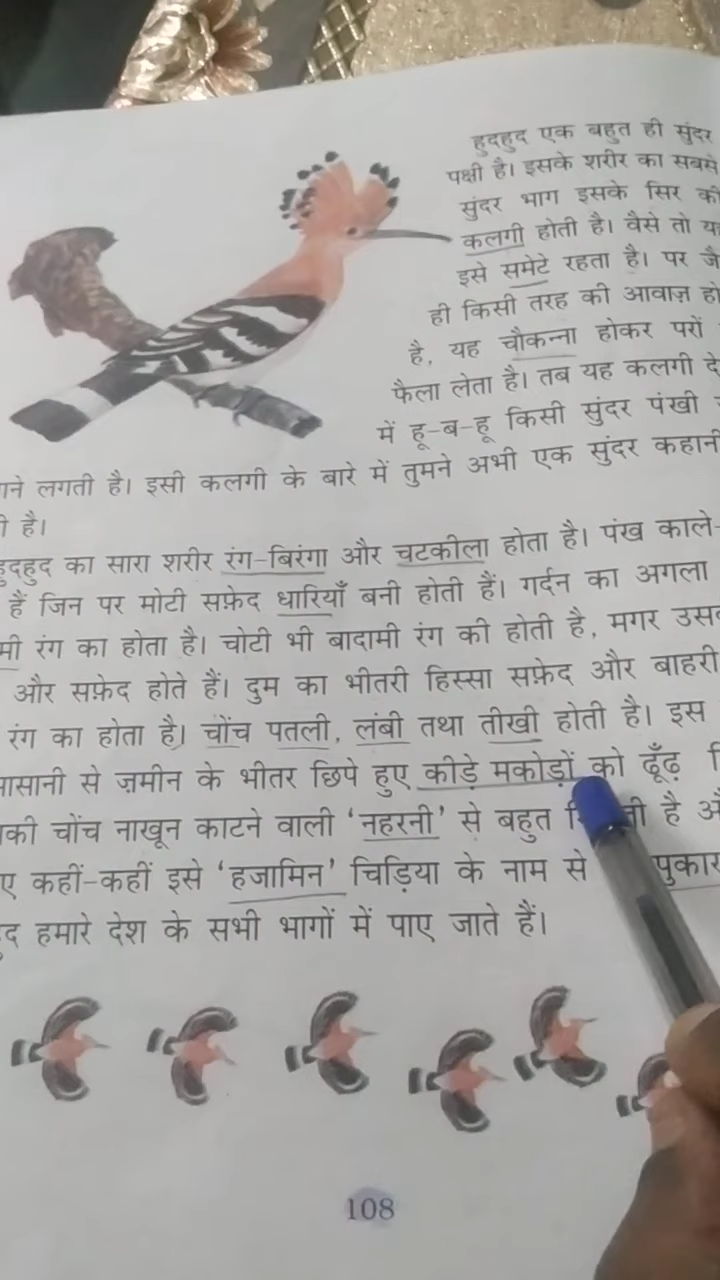 हुदहुद एक बहुत ही सुंदर
पक्षी है। इसके शरीर का सबसे
सुंदर भाग इसके सिर की
कलगी होती है। वैसे तो
इसे समेटे रहता है। पर
ही किसी तरह की आवाज़
है, यह चौकन्ना होकर परों
फैला लेता है। तब यह कलगी
में हू-ब-हू किसी सुंदर पंखी
लगती है। इसी कलगी के बारे में तुमने अभी एक सुंदर कहानी
है।
हुदहुद का सारा शरीर रंग-बिरंगा और चटकीला होता है। पंख काले-
हैं जिन पर मोटी सफ़ेद धारियाँ बनी होती हैं। गर्दन का अगला
रंग का होता है। चोटी भी बादामी रंग की होती है, मगर
और सफ़ेद होते हैं। दुम का भीतरी हिस्सा सफ़ेद और बाहरी
रंग का होता है। चोंच पतली, लंबी तथा तीखी होती है। इस
से ज़मीन के भीतर छिपे हुए कीड़े मकोड़ों को ढूँढ़
चोंच नाखून काटने वाली ‘नहरनी’ से बहुत है
कहीं-कहीं इसे ‘हजामिन’ चिड़िया के नाम से
हमारे देश के सभी भागों में पाए जाते हैं।
108